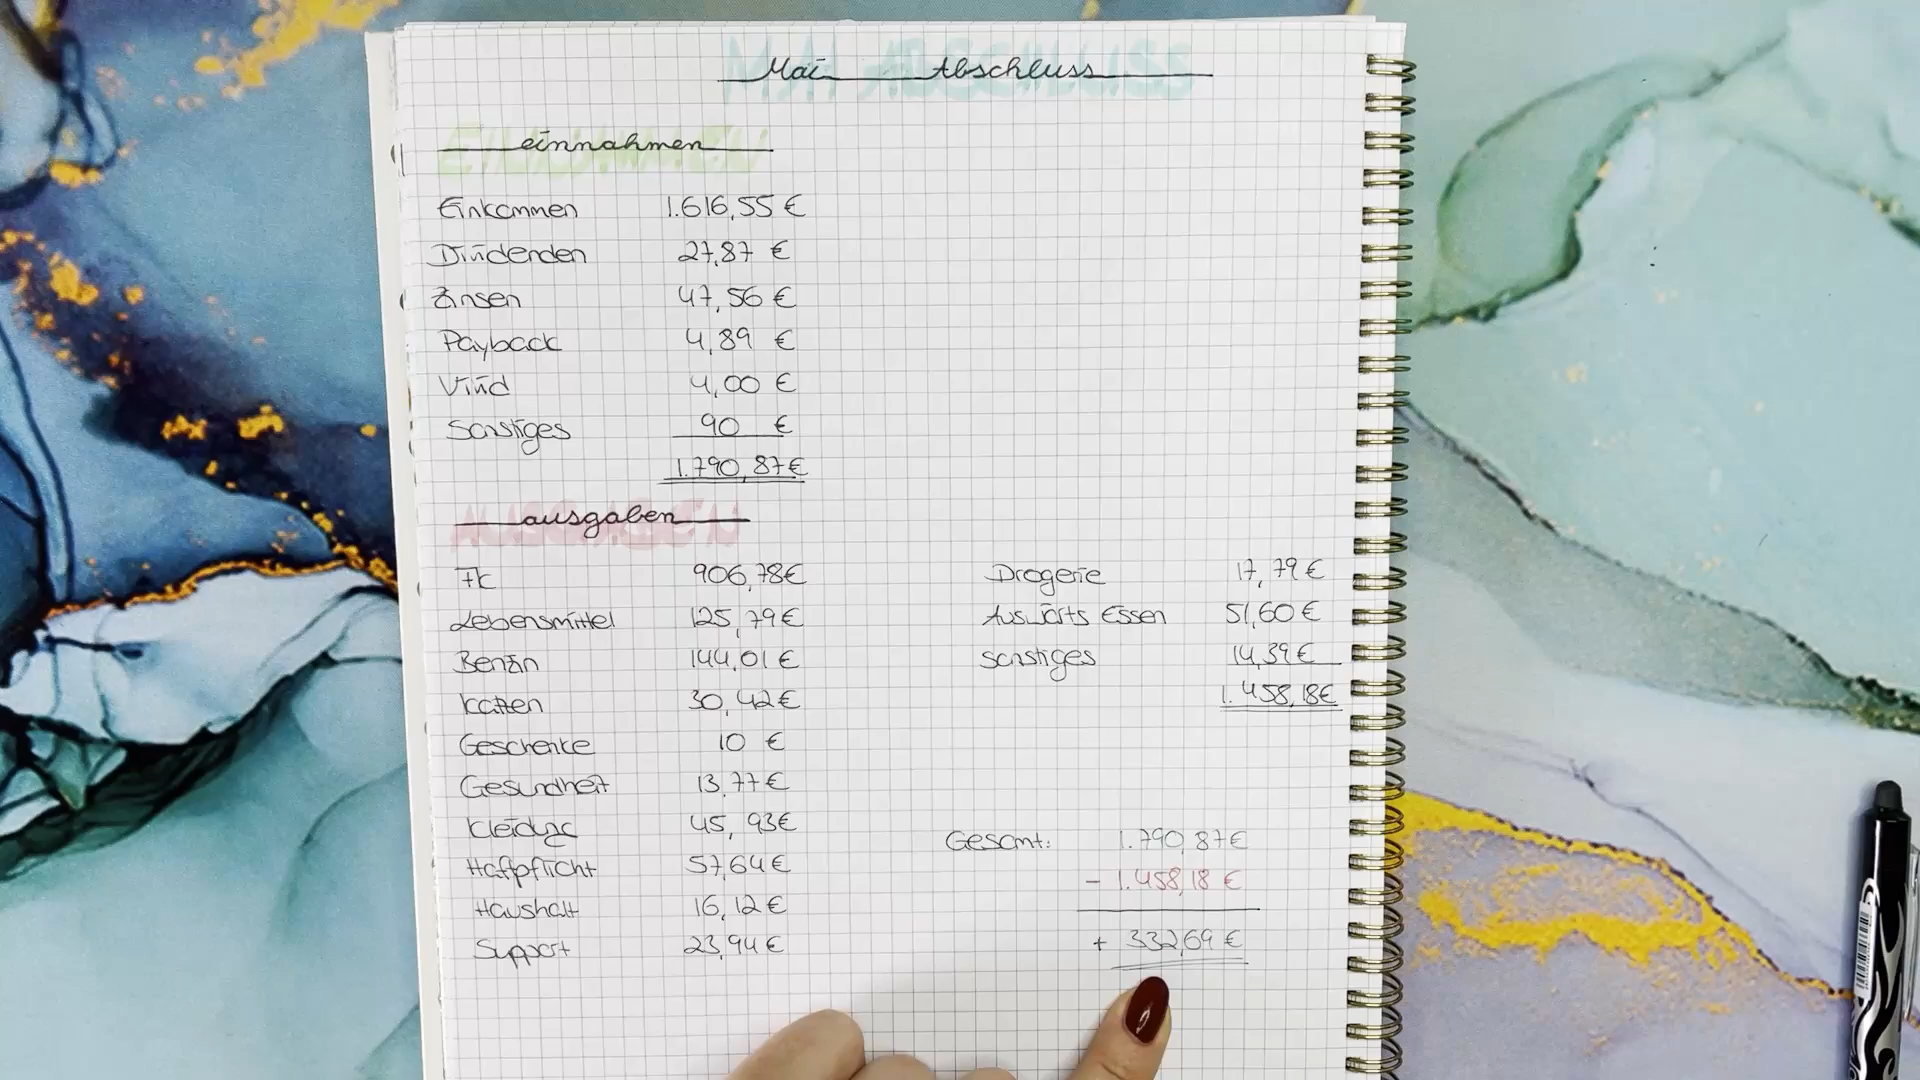 Mai Abschluss
einnahmen
Einkommen 1.616,55 €
Dividenden 27,87 €
Zinsen 47,56 €
Payback 4,89 €
Vinted 4,00 €
Sonstiges 90 €
1.790,87€
ausgaben
FK 906,78€
Lebensmittel 125,79€
Benzin 144,01€
Katzen 30,42€
Geschenke 10 €
Gesundheit 13,77€
Kleidung 45,93€
Haftpflicht 57,64€
Haushalt 16,12€
Support 23,94€
Drogerie 17,79€
Auswärts Essen 51,60€
Sonstiges 14,39€
1.458,18€
Gesamt: 1.790,87€
- 1.458,18 €
+ 332,69 €